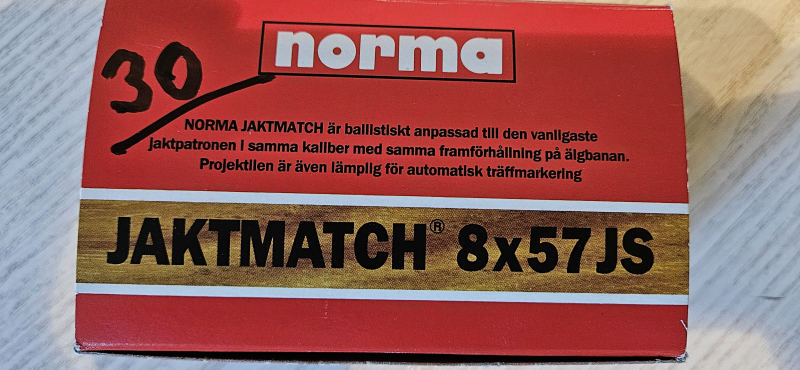 norma
30
NORMA JAKTMATCH är ballistiskt anpassad till den vanligaste
jaktpatronen i samma kaliber med samma framförhållning på älgbanan.
Projektilen är även lämplig för automatisk träffmarkering
JAKTMATCH® 8x57JS